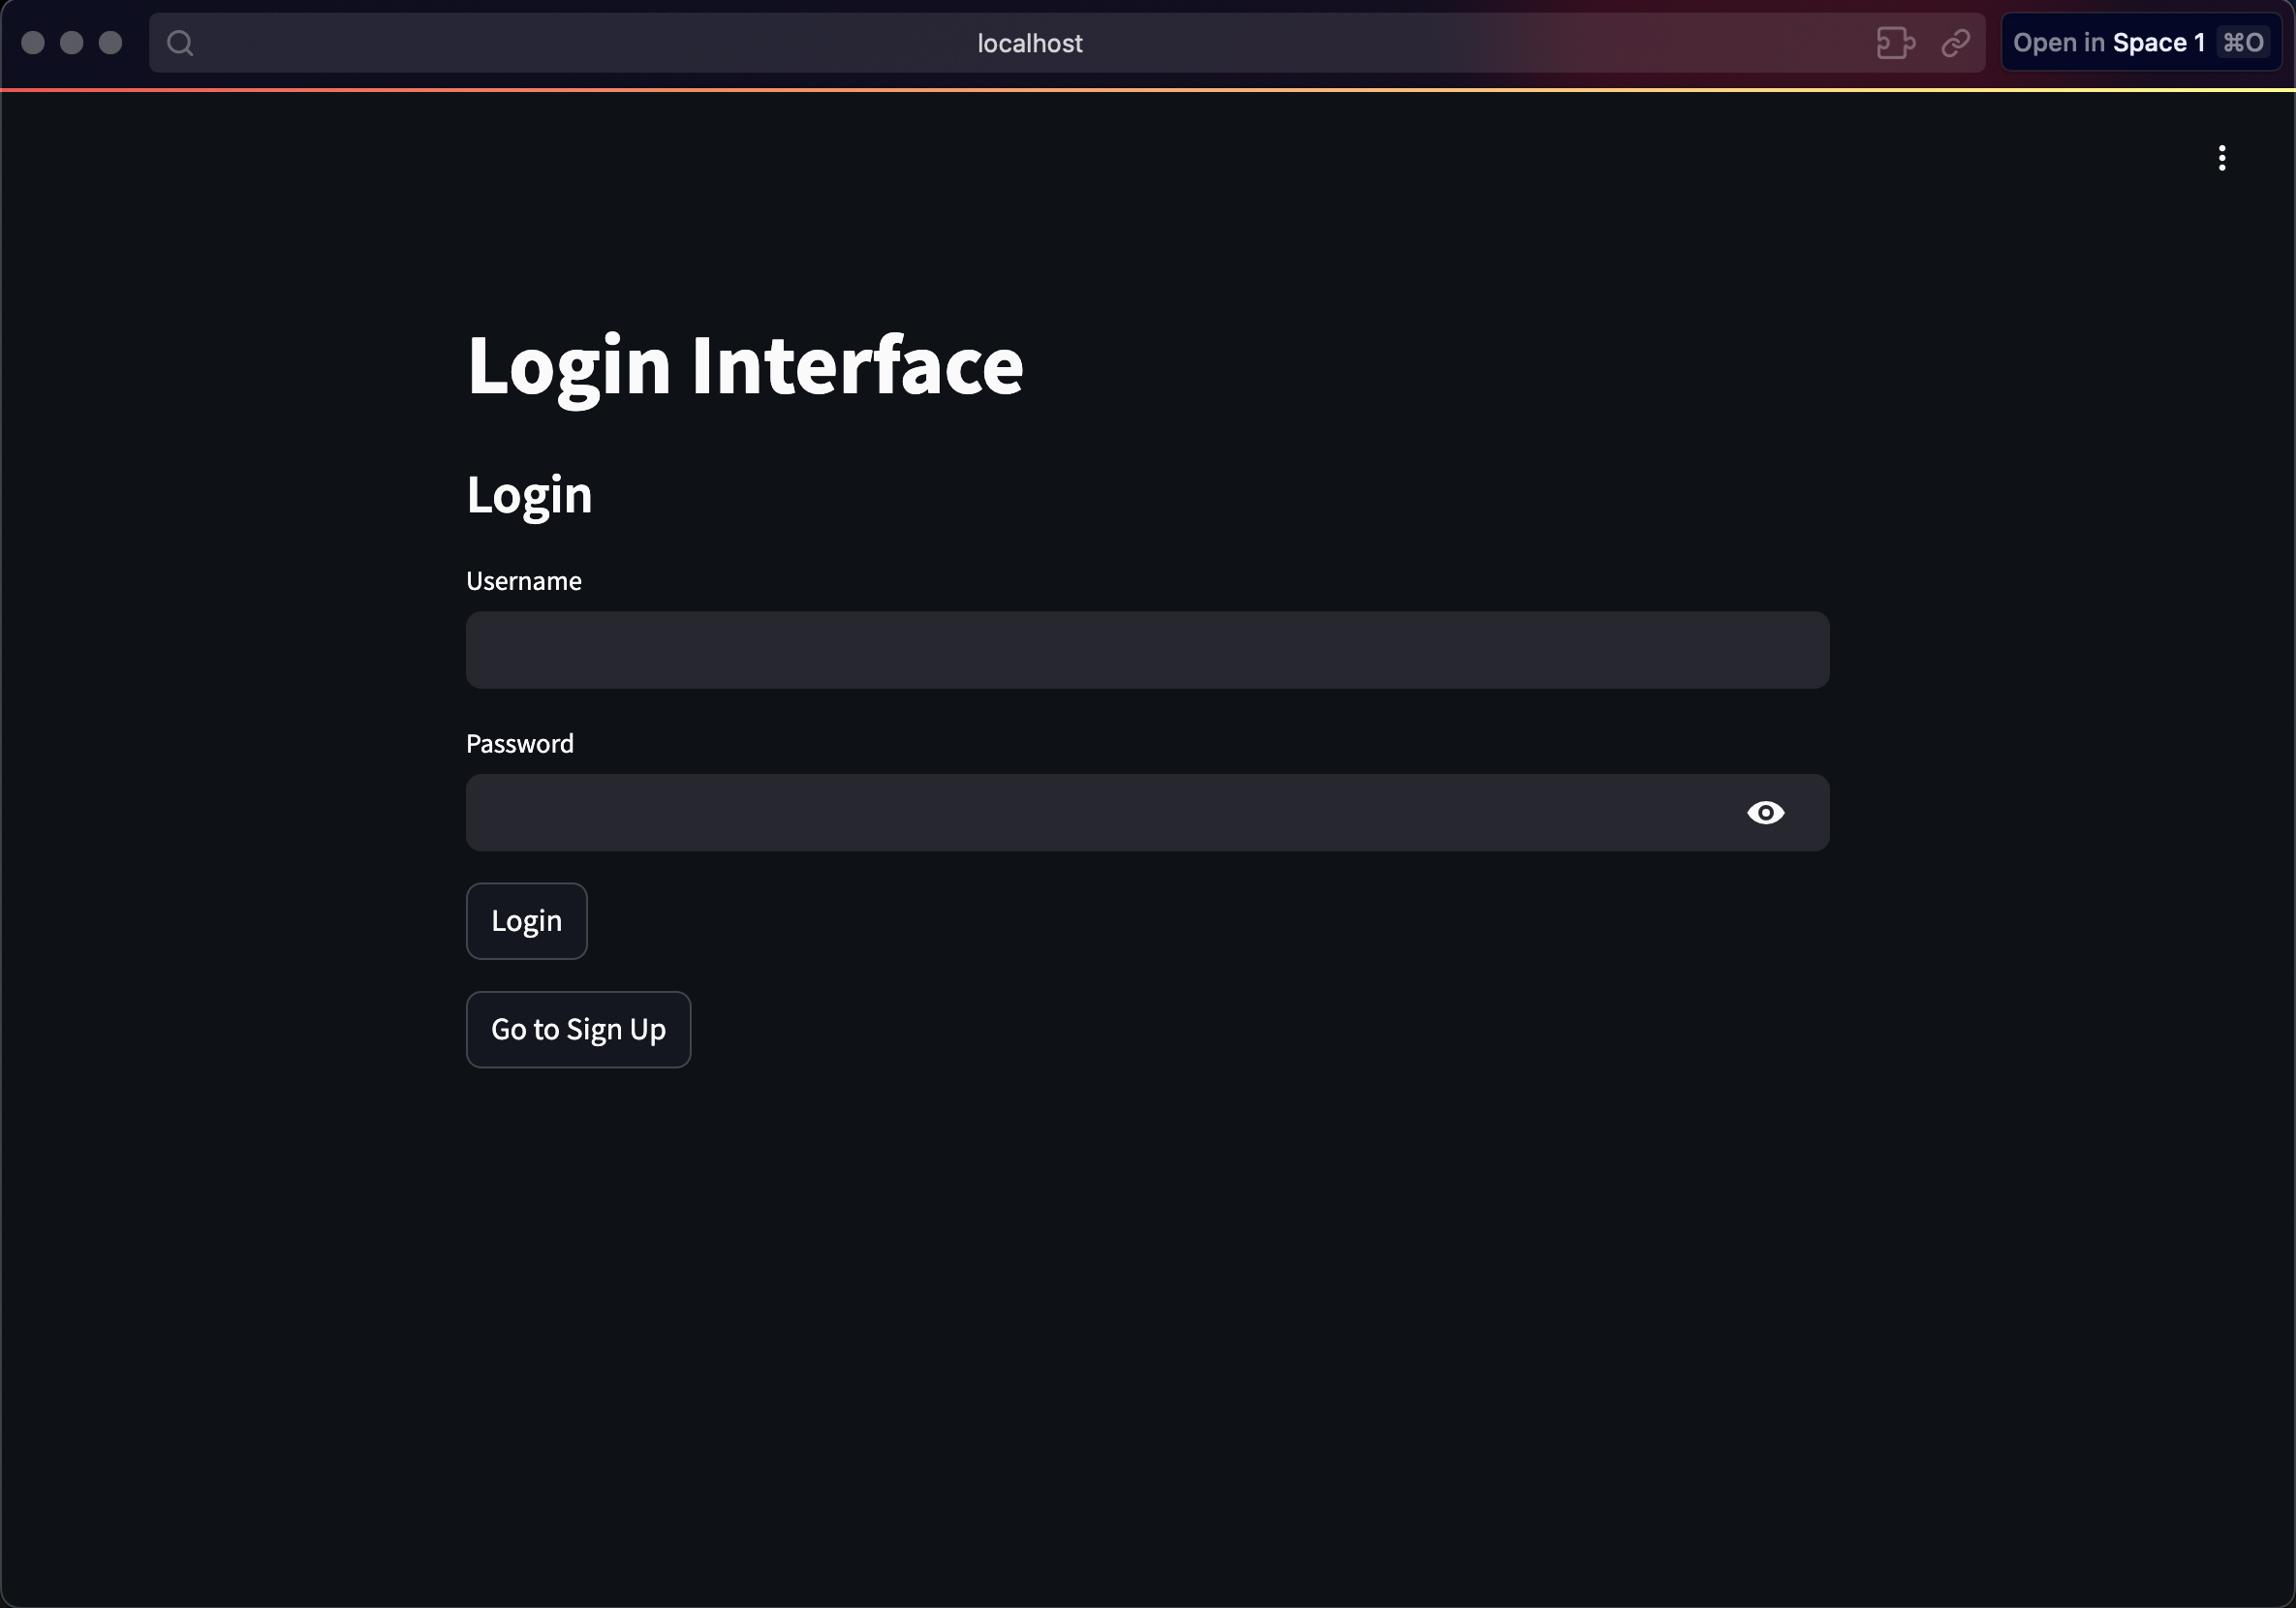 localhost
Open in Space 1 ⌘O
Login Interface
Login
Username
Password
Login
Go to Sign Up